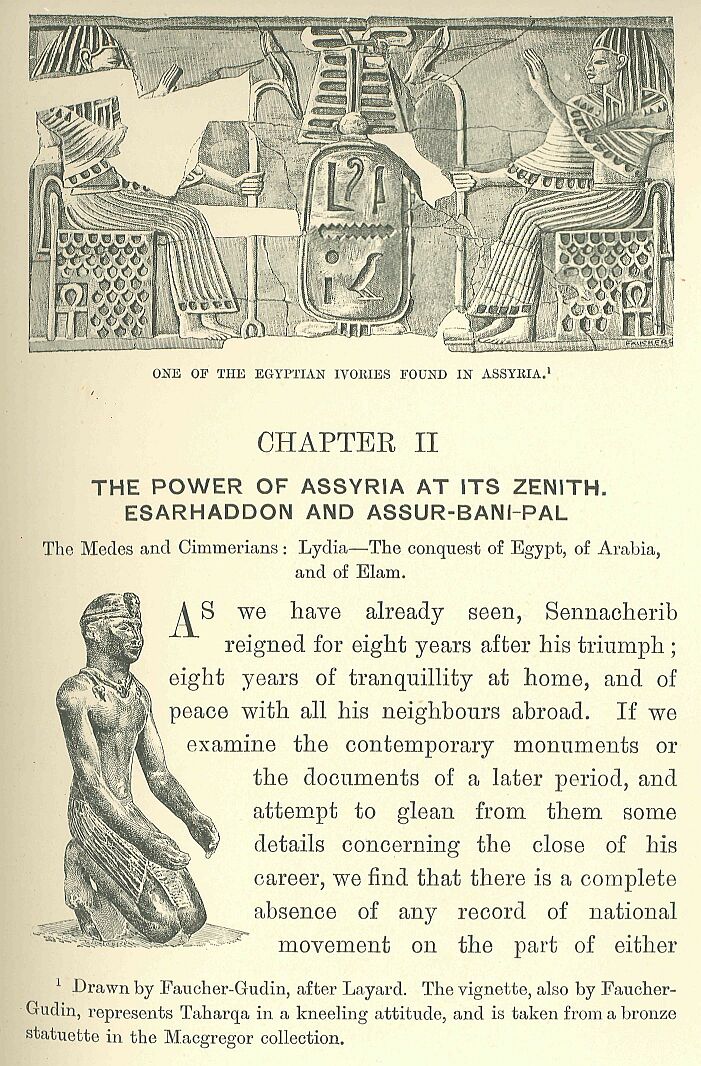 FAUCHER-G
ONE OF THE EGYPTIAN IVORIES FOUND IN ASSYRIA.¹
CHAPTER II
THE POWER OF ASSYRIA AT ITS ZENITH.
ESARHADDON AND ASSUR-BANI-PAL
The Medes and Cimmerians: Lydia—The conquest of Egypt, of Arabia,
and of Elam.
AS we have already seen, Sennacherib
reigned for eight years after his triumph;
eight years of tranquillity at home, and of
peace with all his neighbours abroad. If we
examine the contemporary monuments or
the documents of a later period, and
attempt to glean from them some
details concerning the close of his
career, we find that there is a complete
absence of any record of national
movement on the part of either
¹ Drawn by Faucher-Gudin, after Layard. The vignette, also by Faucher-
Gudin, represents Taharqa in a kneeling attitude, and is taken from a bronze
statuette in the Macgregor collection.